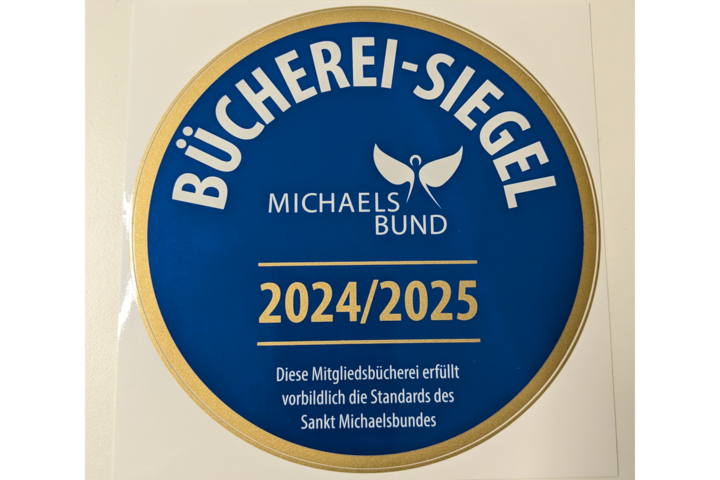 BÜCHEREI-SIEGEL
MICHAELS
BUND
2024/2025
Diese Mitgliedsbücherei erfüllt
vorbildlich die Standards des
Sankt Michaelsbundes